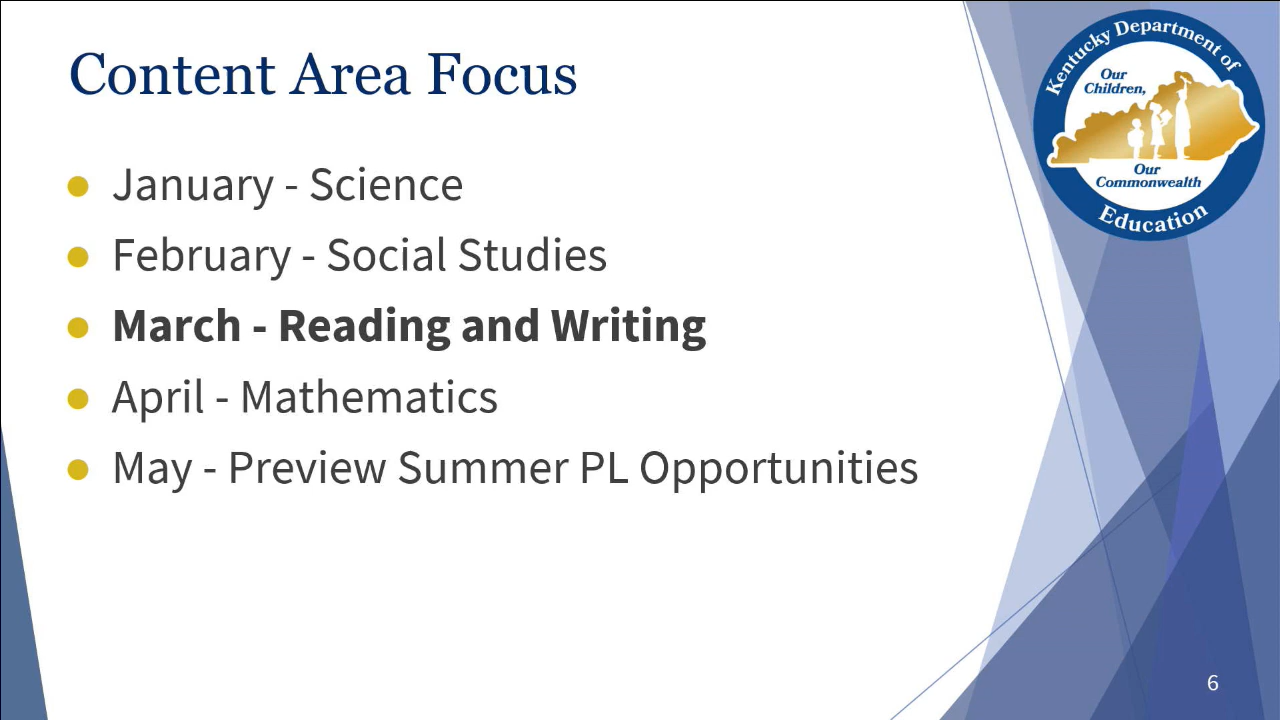 Content Area Focus
Kentucky Department of
Our
Children,
Our
Commonwealth
Education
January - Science
February - Social Studies
March - Reading and Writing
April - Mathematics
May - Preview Summer PL Opportunities
6